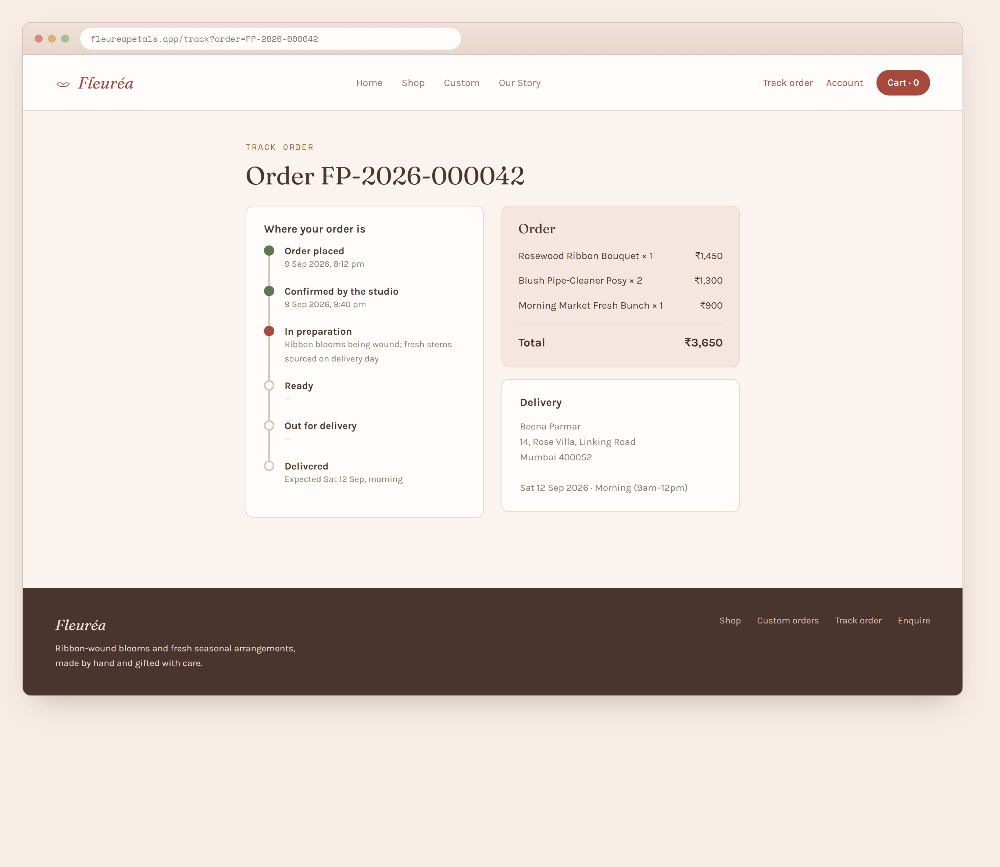 fleureapetals.app/track?order=FP-2026-000042
Fleuréa
Home
Shop
Custom
Our Story
Track order
Account
Cart · 0
TRACK ORDER
Order FP-2026-000042
Where your order is
Order placed
9 Sep 2026, 8:12 pm
Confirmed by the studio
9 Sep 2026, 9:40 pm
In preparation
Ribbon blooms being wound; fresh stems
sourced on delivery day
Ready
—
Out for delivery
—
Delivered
Expected Sat 12 Sep, morning
Order
Rosewood Ribbon Bouquet × 1 ₹1,450
Blush Pipe-Cleaner Posy × 2 ₹1,300
Morning Market Fresh Bunch × 1 ₹900
Total ₹3,650
Delivery
Beena Parmar
14, Rose Villa, Linking Road
Mumbai 400052
Sat 12 Sep 2026 · Morning (9am–12pm)
Fleuréa
Ribbon-wound blooms and fresh seasonal arrangements,
made by hand and gifted with care.
Shop
Custom orders
Track order
Enquire